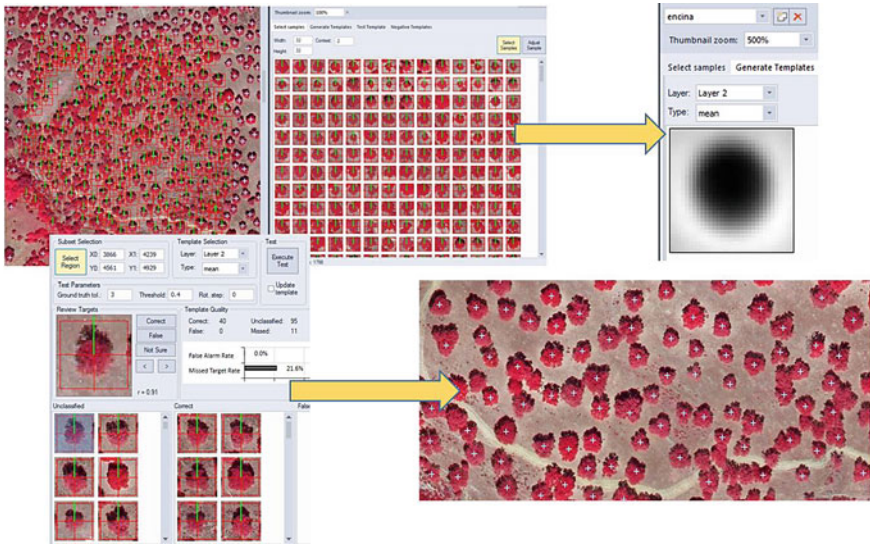 Thumbnail zoom: 100%
Select samples Generate Templates Test Template Negative Templates
Width: 32 Context: 2
Height: 32
Select Samples
Adjust Sample
encina
Thumbnail zoom: 500%
Select samples Generate Templates
Layer: Layer 2
Type: mean
Subset Selection
Select Region
X0: 3866 X1: 4239
Y0: 4561 Y1: 4929
Template Selection
Layer: Layer 2
Type: mean
Test
Execute Test
Update template
Test Parameters
Ground truth tol.: 3 Threshold: 0.4 Rot. step: 0
Review Targets
Correct
False
Not Sure
< >
r = 0.91
Template Quality
Correct: 40 Unclassified: 95
False: 0 Missed: 11
False Alarm Rate 0.0%
Missed Target Rate 21.6%
Unclassified Correct False